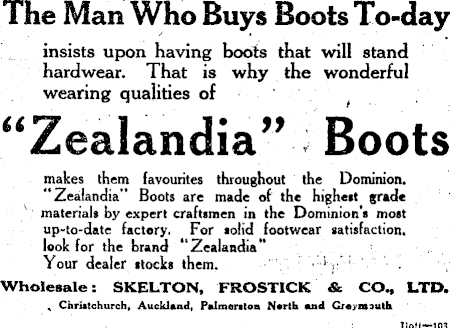 The Man Who Buys Boots To-day
insists upon having boots that will stand
hardwear. That is why the wonderful
wearing qualities of
"Zealandia" Boots
makes them favourites throughout the Dominion.
"Zealandia" Boots are made of the highest grade
materials by expert craftsmen in the Dominion's most
up-to-date factory. For solid footwear satisfaction,
look for the brand "Zealandia"
Your dealer stocks them.
Wholesale: SKELTON, FROSTICK & CO., LTD.
Christchurch, Auckland, Palmerston North and Greymouth